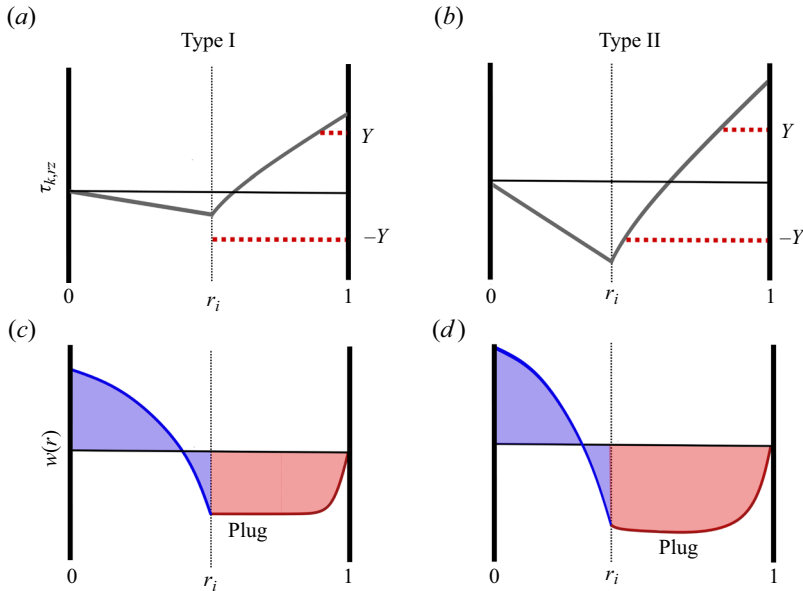 (a)
Type I
(b)
Type II
Y
Y
τk,rz
–Y
–Y
0
ri
1
0
ri
1
(c)
(d)
w(r)
Plug
Plug
0
ri
1
0
ri
1